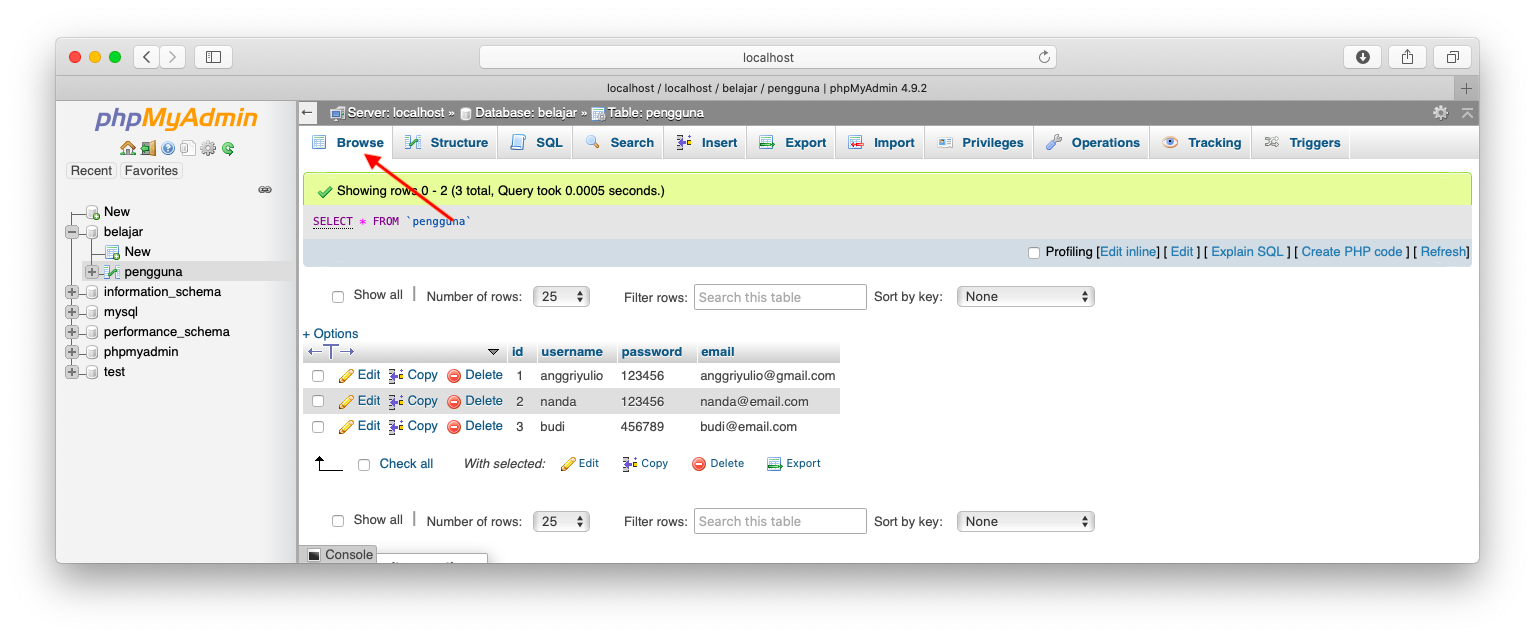 localhost
localhost / localhost / belajar / pengguna | phpMyAdmin 4.9.2
phpMyAdmin
Recent Favorites
New
belajar
New
pengguna
information_schema
mysql
performance_schema
phpmyadmin
test
Server: localhost » Database: belajar » Table: pengguna
Browse Structure SQL Search Insert Export Import Privileges Operations Tracking Triggers
Showing rows 0 - 2 (3 total, Query took 0.0005 seconds.)
SELECT * FROM `pengguna`
Profiling [Edit inline] [ Edit ] [ Explain SQL ] [ Create PHP code ] [ Refresh]
Show all | Number of rows: 25 Filter rows: Search this table Sort by key: None
+ Options
id username password email
Edit Copy Delete 1 anggriyulio 123456 anggriyulio@gmail.com
Edit Copy Delete 2 nanda 123456 nanda@email.com
Edit Copy Delete 3 budi 456789 budi@email.com
Check all With selected: Edit Copy Delete Export
Show all | Number of rows: 25 Filter rows: Search this table Sort by key: None
Console